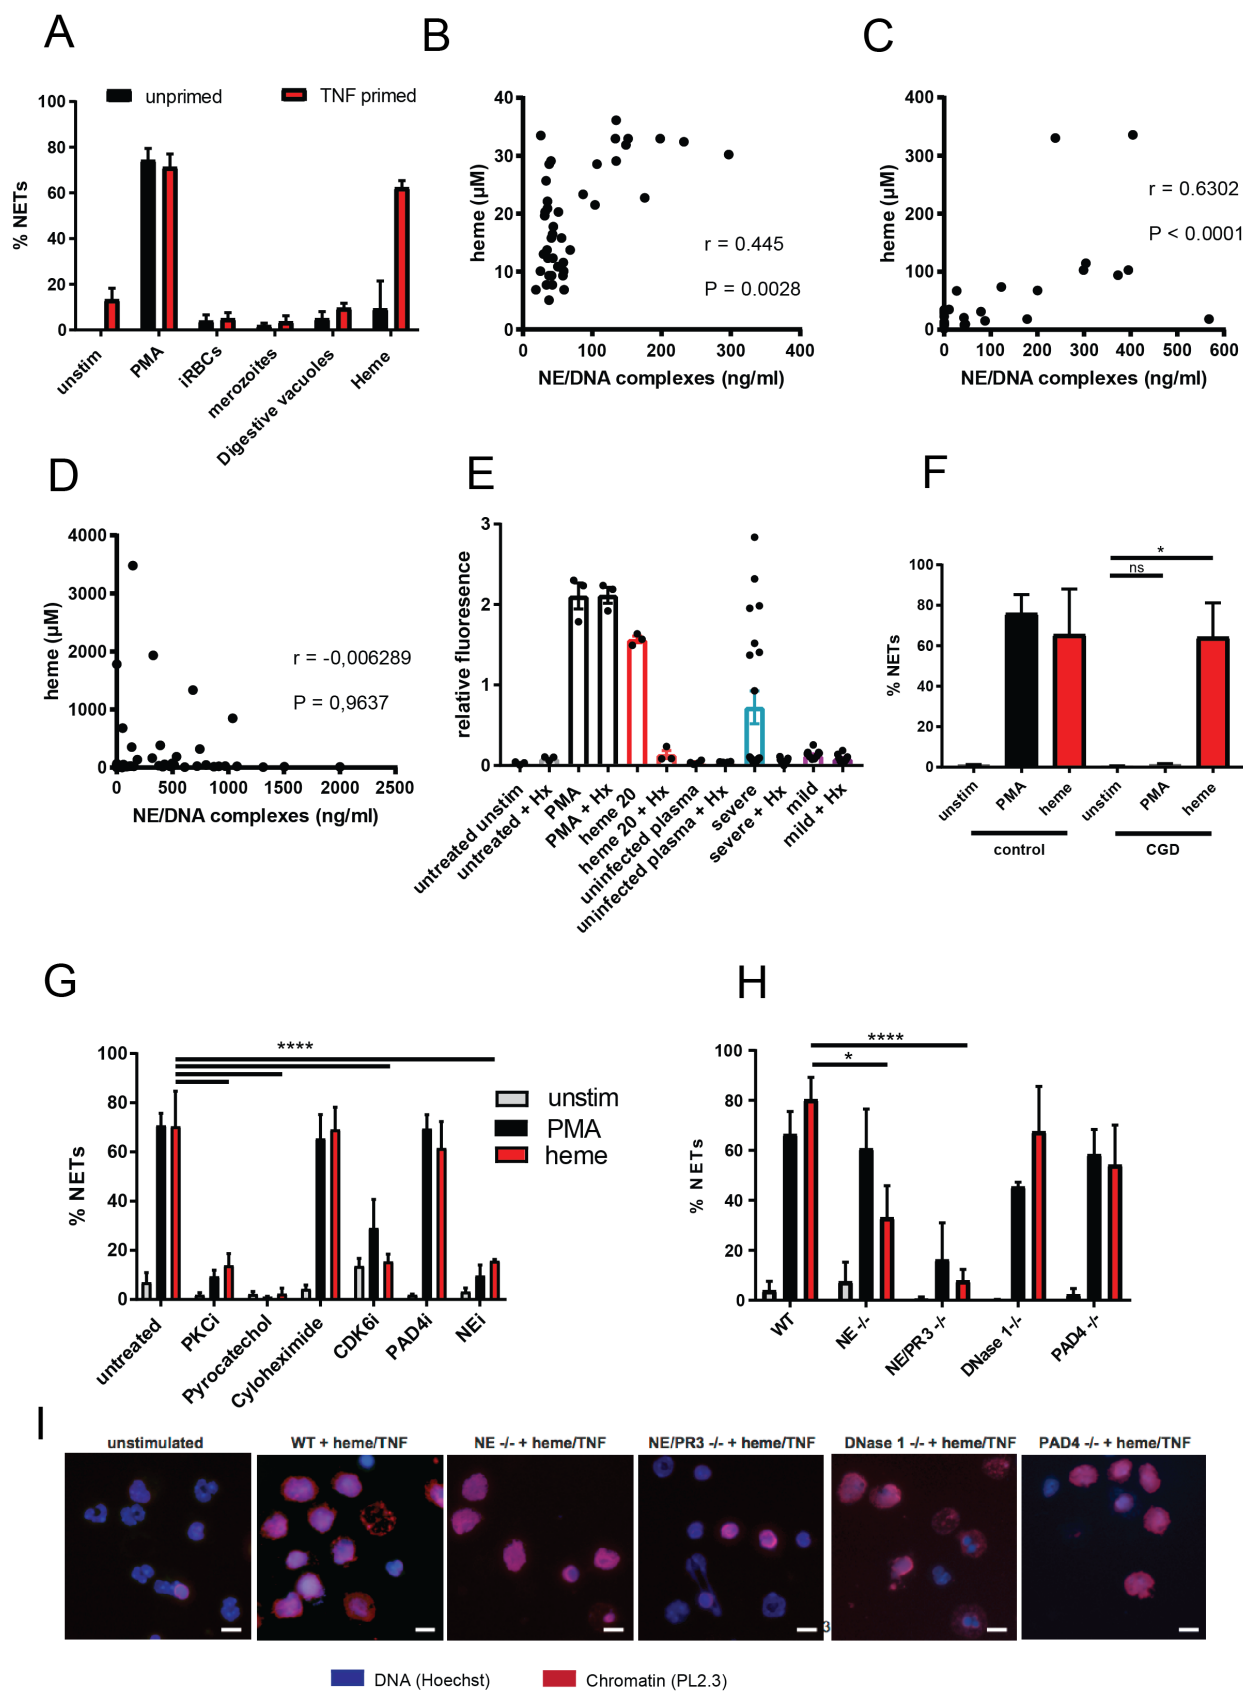 A
unprimed
TNF primed
% NETs
100
80
60
40
20
0
unstim
PMA
iRBCs
merozoites
Digestive vacuoles
Heme
B
heme (µM)
40
30
20
10
0
r = 0.445
P = 0.0028
0 100 200 300 400
NE/DNA complexes (ng/ml)
C
heme (µM)
400
300
200
100
0
r = 0.6302
P < 0.0001
0 100 200 300 400 500 600
NE/DNA complexes (ng/ml)
D
heme (µM)
4000
3000
2000
1000
0
r = -0,006289
P = 0,9637
0 500 1000 1500 2000 2500
NE/DNA complexes (ng/ml)
E
relative fluoresence
3
2
1
0
untreated unstim
untreated + Hx
PMA
PMA + Hx
heme 20
heme 20 + Hx
uninfected plasma
uninfected plasma + Hx
severe
severe + Hx
mild
mild + Hx
F
% NETs
100
80
60
40
20
0
*
ns
unstim
PMA
heme
unstim
PMA
heme
control
CGD
G
% NETs
100
80
60
40
20
0
****
unstim
PMA
heme
untreated
PKCi
Pyrocatechol
Cyloheximide
CDK6i
PAD4i
NEi
H
% NETs
100
80
60
40
20
0
****
*
WT
NE -/-
NE/PR 3 -/-
DNase 1-/-
PAD4 -/-
I
unstimulated
WT + heme/TNF
NE -/- + heme/TNF
NE/PR3 -/- + heme/TNF
DNase 1 -/- + heme/TNF
PAD4 -/- + heme/TNF
3
DNA (Hoechst)
Chromatin (PL2.3)